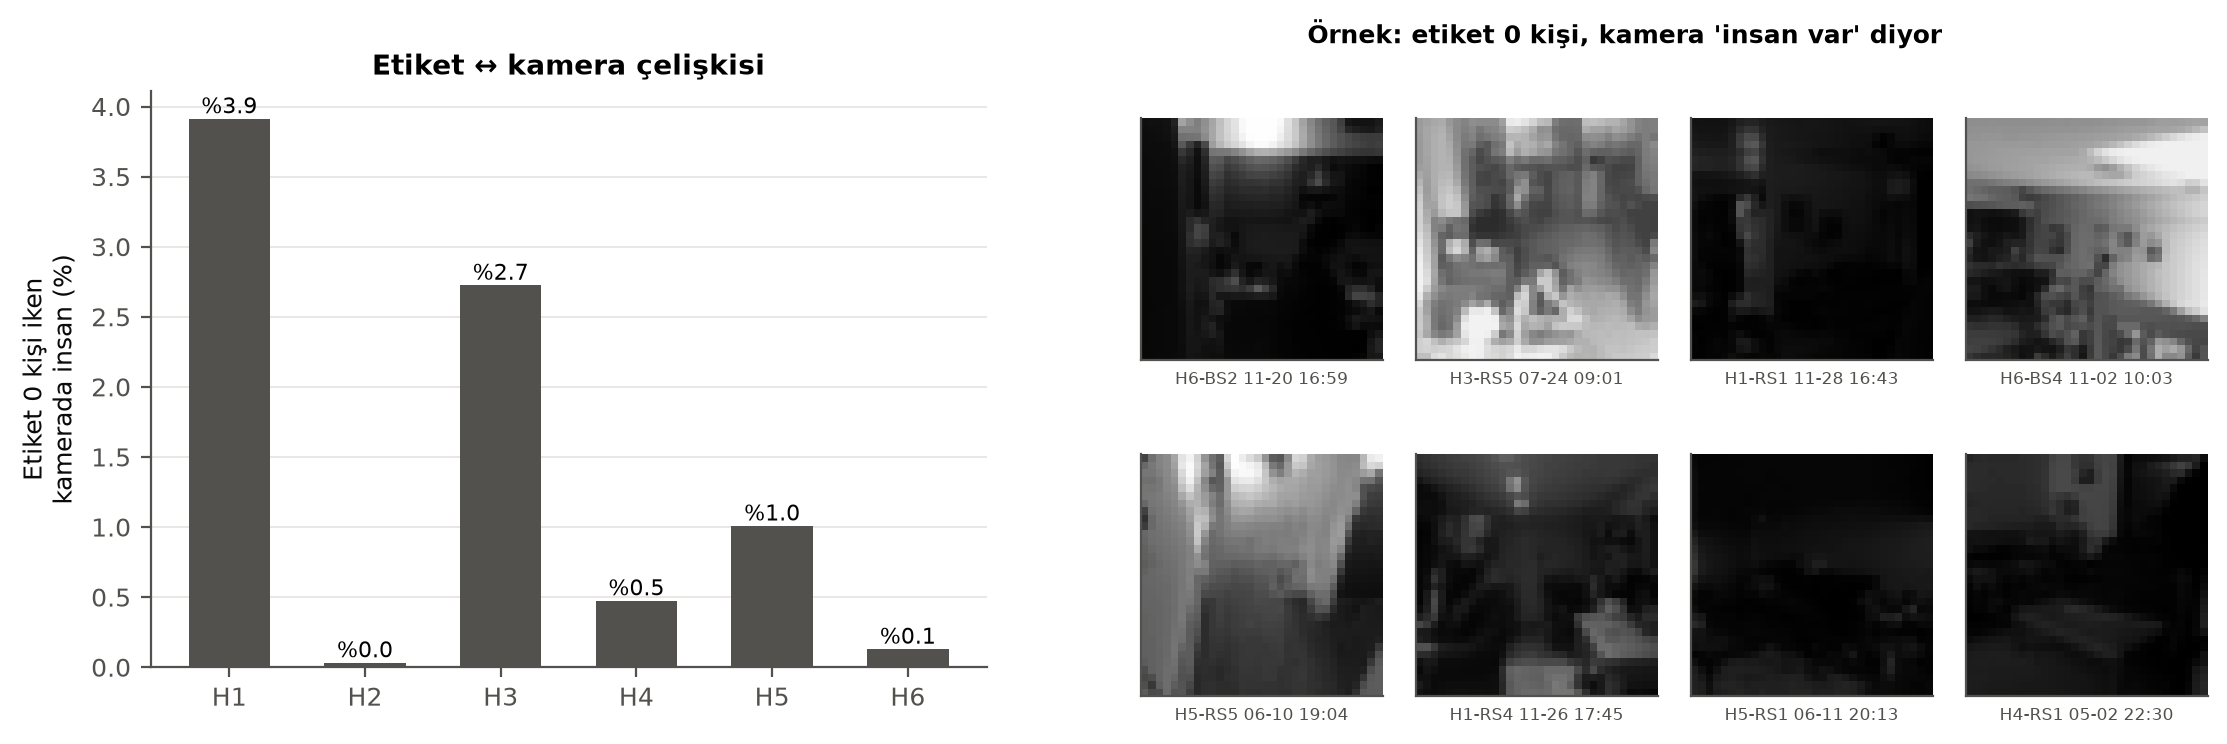 Etiket ↔ kamera çelişkisi
Etiket 0 kişi iken
kamerada insan (%)
4.0
3.5
3.0
2.5
2.0
1.5
1.0
0.5
0.0
%3.9
%0.0
%2.7
%0.5
%1.0
%0.1
H1 H2 H3 H4 H5 H6
Örnek: etiket 0 kişi, kamera 'insan var' diyor
H6-BS2 11-20 16:59
H3-RS5 07-24 09:01
H1-RS1 11-28 16:43
H6-BS4 11-02 10:03
H5-RS5 06-10 19:04
H1-RS4 11-26 17:45
H5-RS1 06-11 20:13
H4-RS1 05-02 22:30